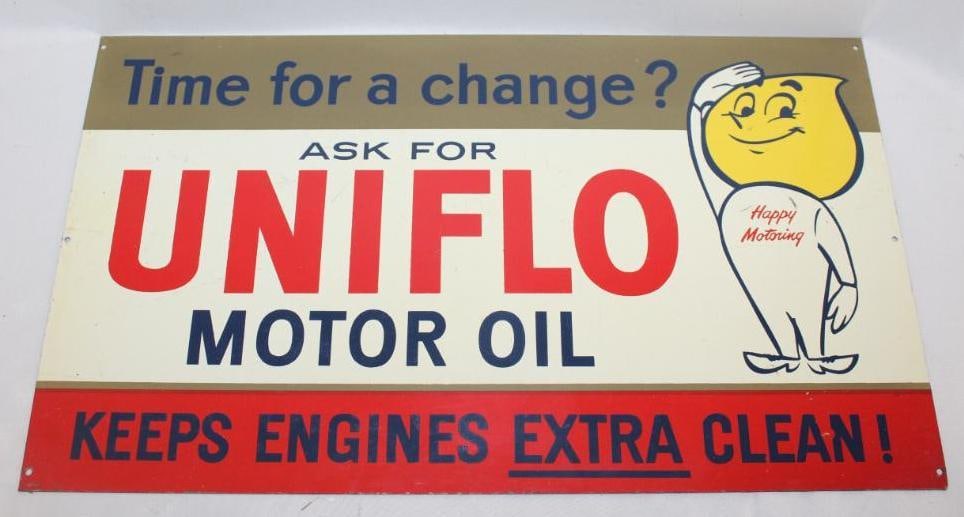 Time for a change?
ASK FOR
UNIFLO
MOTOR OIL
Happy
Motoring
KEEPS ENGINES EXTRA CLEAN!